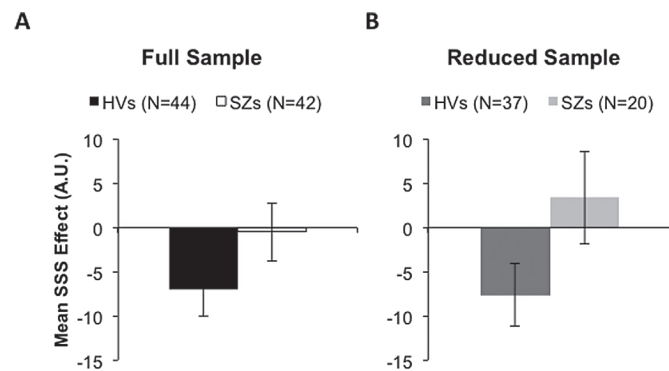 A
Full Sample
HVs (N=44) SZs (N=42)
Mean SSS Effect (A.U.)
10
5
0
-5
-10
-15
B
Reduced Sample
HVs (N=37) SZs (N=20)
10
5
0
-5
-10
-15